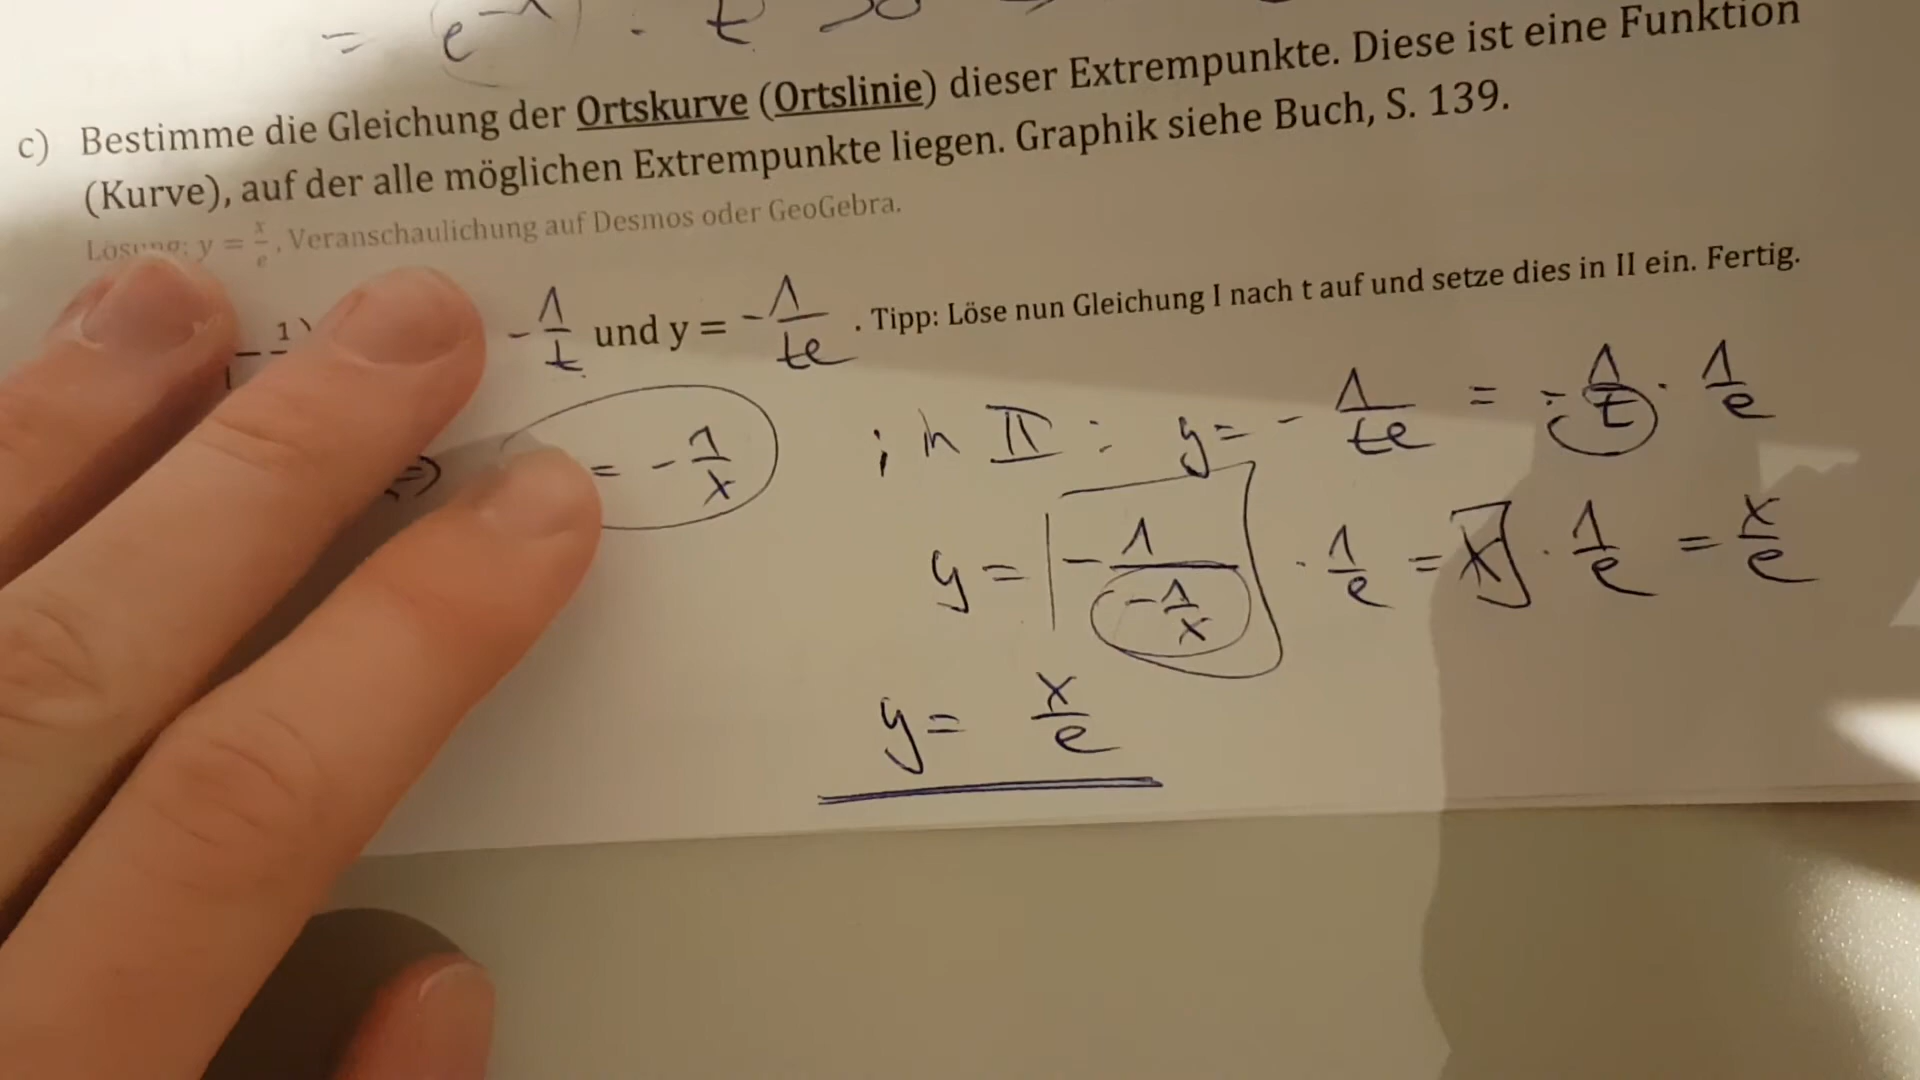 = e^-x · t
c) Bestimme die Gleichung der Ortskurve (Ortslinie) dieser Extrempunkte. Diese ist eine Funktion
(Kurve), auf der alle möglichen Extrempunkte liegen. Graphik siehe Buch, S. 139.
Lösung: y = x/e, Veranschaulichung auf Desmos oder GeoGebra.
-1/t und y = -1/te . Tipp: Löse nun Gleichung I nach t auf und setze dies in II ein. Fertig.
= -1/x ; in II : y = -1/te = -1/t · 1/e
y = [-1/(-1/x)] · 1/e = x · 1/e = x/e
y = x/e